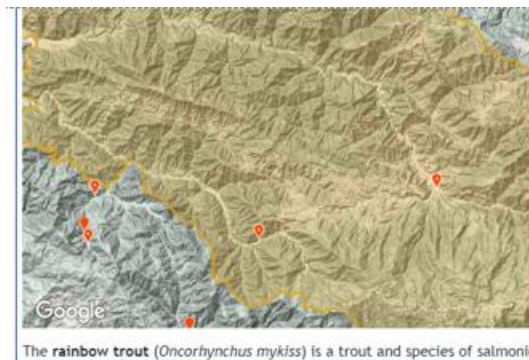 Google
The rainbow trout (Oncorhynchus mykiss) is a trout and species of salmoni